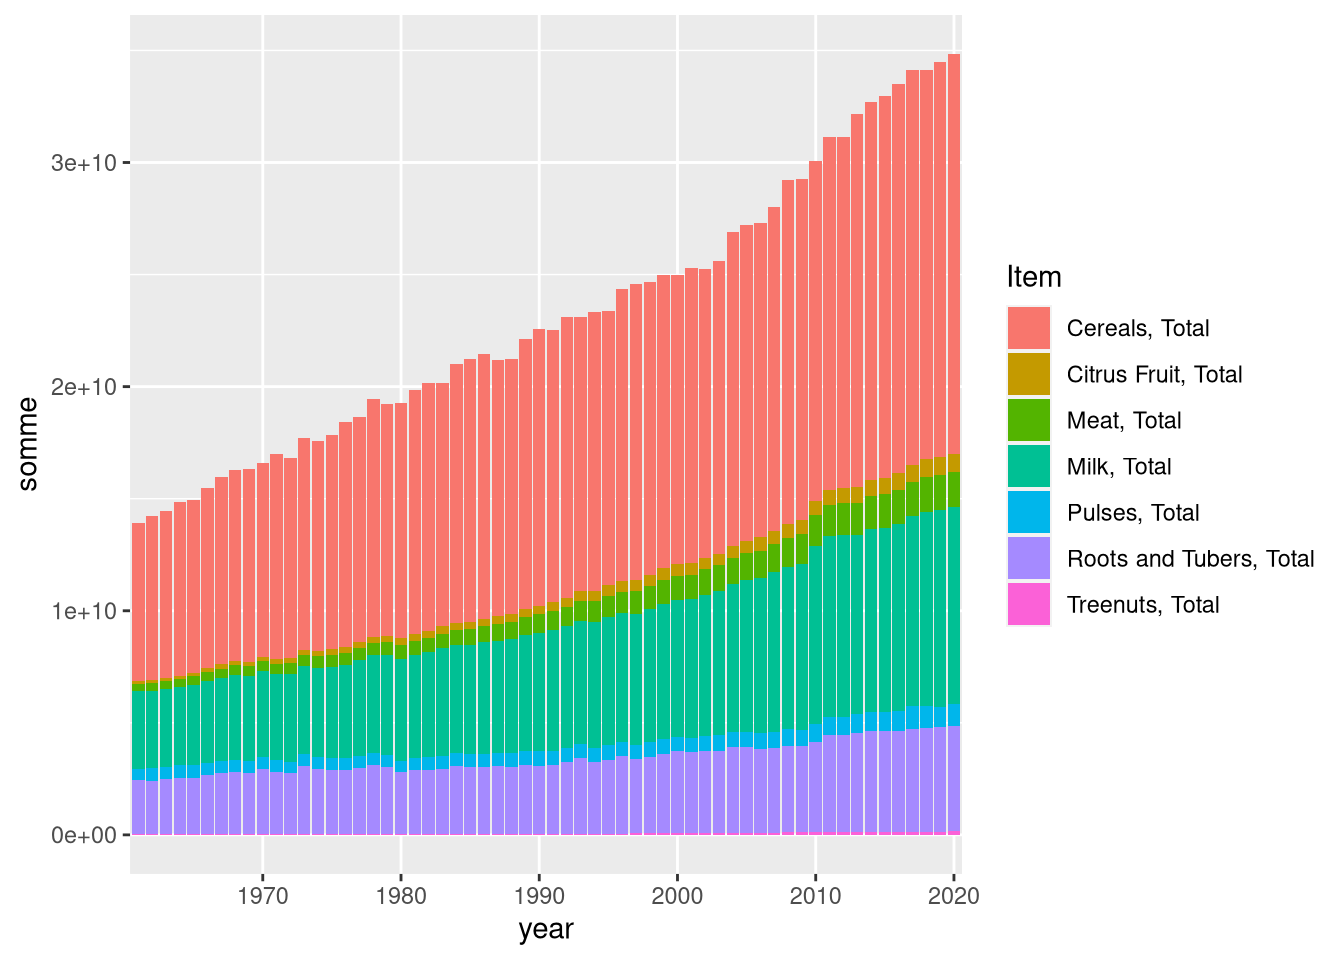 3e+10
2e+10
1e+10
0e+00
somme
1970 1980 1990 2000 2010 2020
year
Item
Cereals, Total
Citrus Fruit, Total
Meat, Total
Milk, Total
Pulses, Total
Roots and Tubers, Total
Treenuts, Total